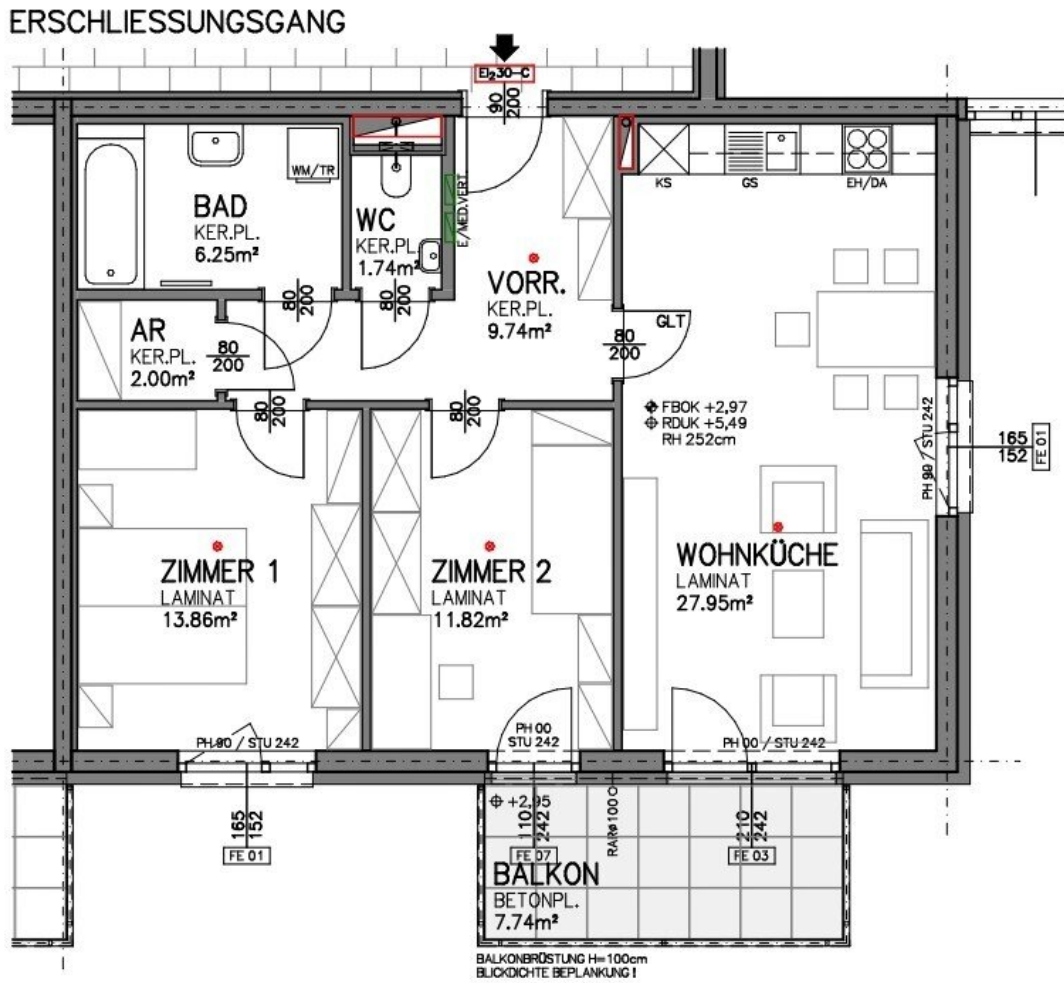 ERSCHLIESSUNGSGANG
EI₂30-C
90
200
WM/TR
BAD
KER.PL.
6.25m²
WC
KER.PL.
1.74m²
E/MED.VERT.
KS
GS
EH/DA
VORR.
KER.PL.
9.74m²
80
200
80
200
GLT
80
200
AR
KER.PL.
2.00m²
80
200
80
200
80
200
FBOK +2,97
RDUK +5,49
RH 252cm
PH 90 / STU 242
165
152
FE 01
ZIMMER 1
LAMINAT
13.86m²
ZIMMER 2
LAMINAT
11.82m²
WOHNKÜCHE
LAMINAT
27.95m²
PH 90 / STU 242
PH 00
STU 242
PH 00 / STU 242
165
152
FE 01
+2,95
110
242
FE 07
RAR⌀100
210
242
FE 03
BALKON
BETONPL.
7.74m²
BALKONBRÜSTUNG H=100cm
BLICKDICHTE BEPLANKUNG!